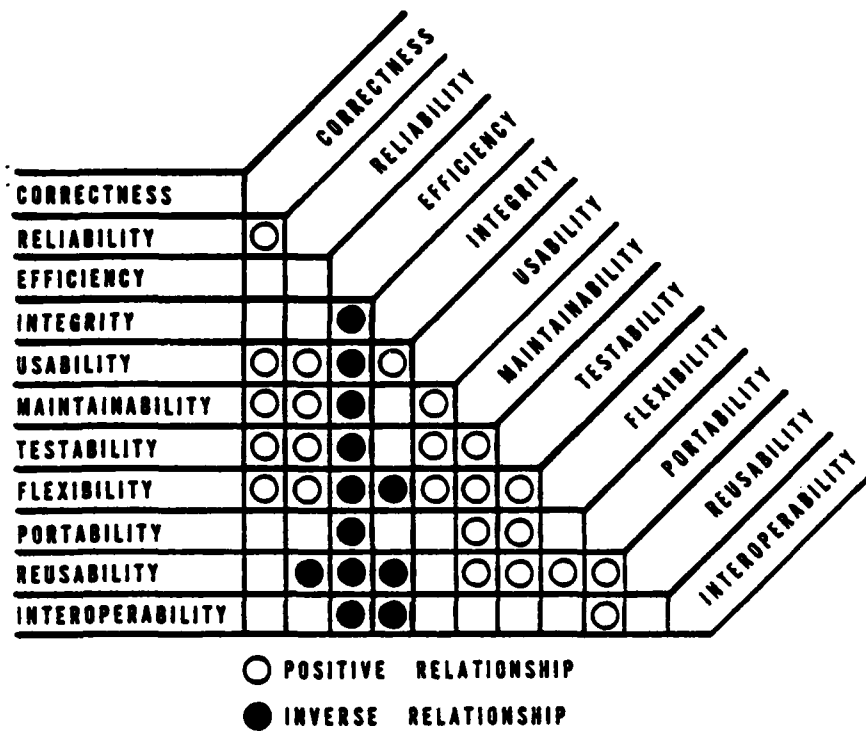 CORRECTNESS
RELIABILITY
EFFICIENCY
INTEGRITY
USABILITY
MAINTAINABILITY
TESTABILITY
FLEXIBILITY
PORTABILITY
REUSABILITY
INTEROPERABILITY
CORRECTNESS
RELIABILITY
EFFICIENCY
INTEGRITY
USABILITY
MAINTAINABILITY
TESTABILITY
FLEXIBILITY
PORTABILITY
REUSABILITY
INTEROPERABILITY
POSITIVE RELATIONSHIP
INVERSE RELATIONSHIP